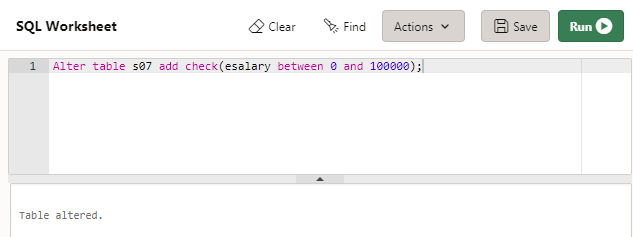 SQL Worksheet Clear Find Actions Save Run
1 Alter table s07 add check(esalary between 0 and 100000);
Table altered.